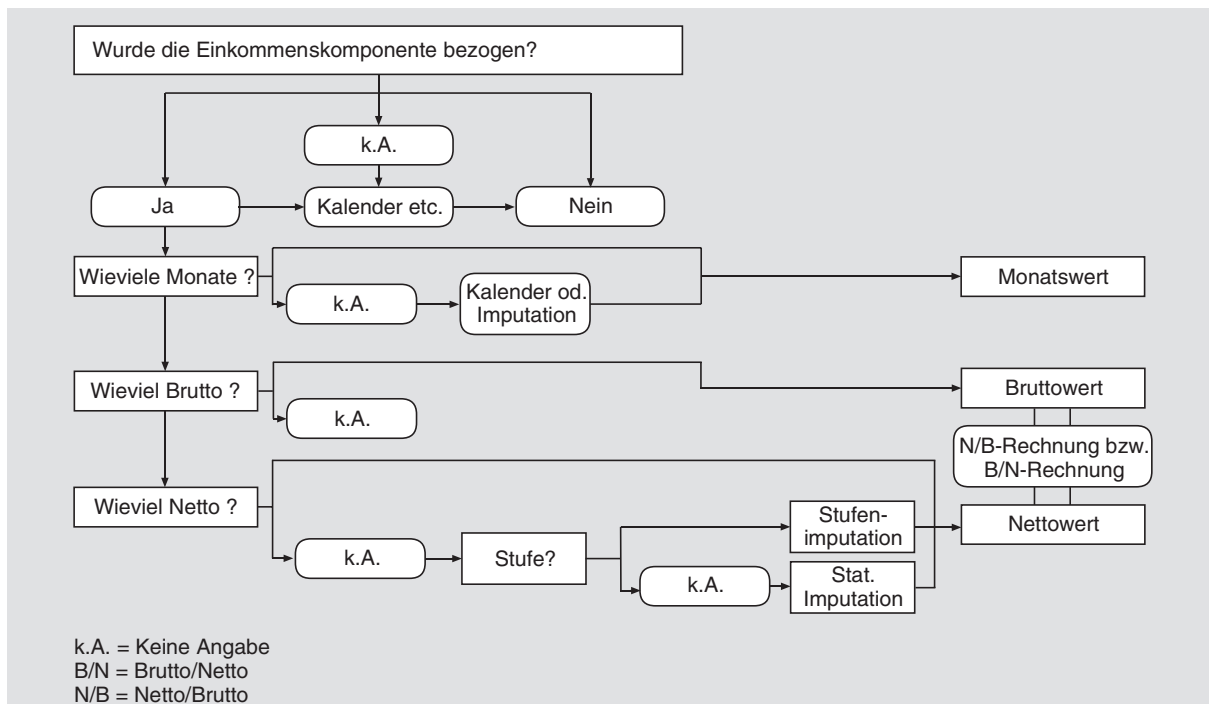 Wurde die Einkommenskomponente bezogen?
k.A.
Ja
Kalender etc.
Nein
Wieviele Monate ?
k.A.
Kalender od.
Imputation
Monatswert
Wieviel Brutto ?
k.A.
Bruttowert
N/B-Rechnung bzw.
B/N-Rechnung
Wieviel Netto ?
k.A.
Stufe?
Stufen-
imputation
k.A.
Stat.
Imputation
Nettowert
k.A. = Keine Angabe
B/N = Brutto/Netto
N/B = Netto/Brutto